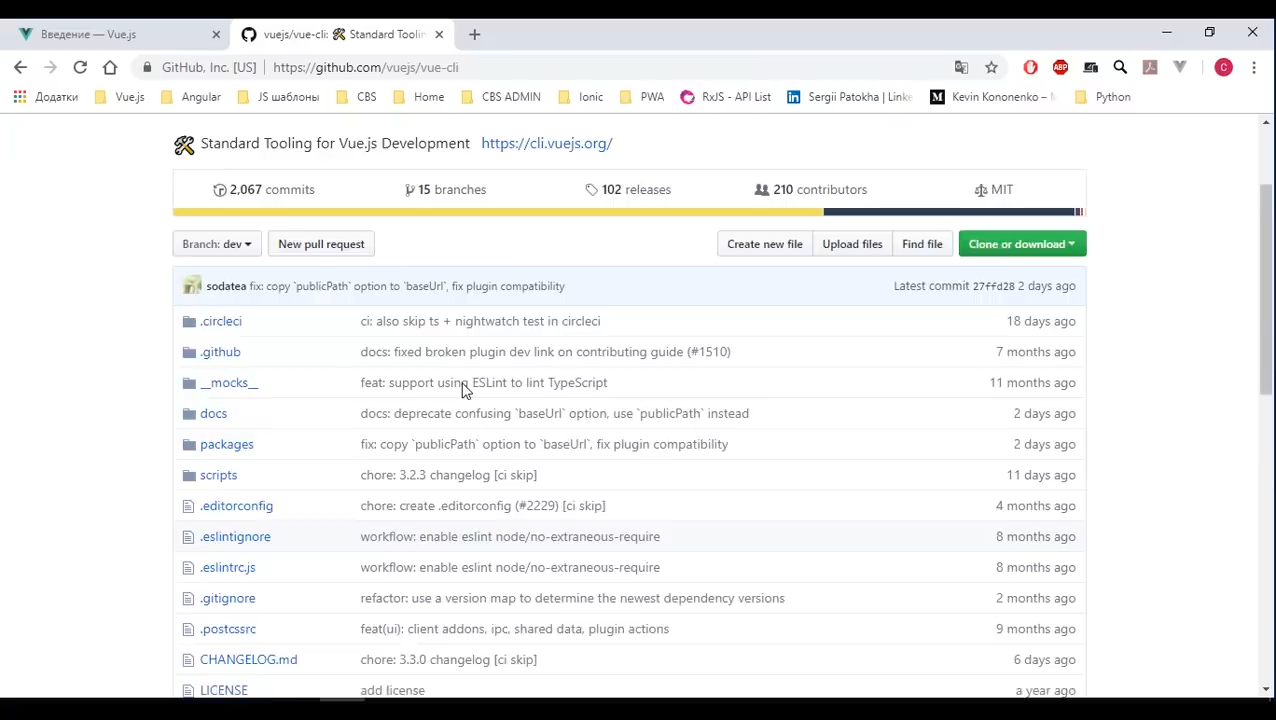 Введение — Vue.js
vuejs/vue-cli: 🛠 Standard Toolin
GitHub, Inc. [US] https://github.com/vuejs/vue-cli
ABP
C
Додатки Vue.js Angular JS шаблоны CBS Home CBS ADMIN Ionic PWA RxJS - API List Sergii Patokha | Linke Kevin Kononenko – Python
🛠 Standard Tooling for Vue.js Development https://cli.vuejs.org/
2,067 commits 15 branches 102 releases 210 contributors MIT
Branch: dev New pull request Create new file Upload files Find file Clone or download
sodatea fix: copy `publicPath` option to `baseUrl`, fix plugin compatibility Latest commit 27ffd28 2 days ago
.circleci ci: also skip ts + nightwatch test in circleci 18 days ago
.github docs: fixed broken plugin dev link on contributing guide (#1510) 7 months ago
__mocks__ feat: support using ESLint to lint TypeScript 11 months ago
docs docs: deprecate confusing `baseUrl` option, use `publicPath` instead 2 days ago
packages fix: copy `publicPath` option to `baseUrl`, fix plugin compatibility 2 days ago
scripts chore: 3.2.3 changelog [ci skip] 11 days ago
.editorconfig chore: create .editorconfig (#2229) [ci skip] 4 months ago
.eslintignore workflow: enable eslint node/no-extraneous-require 8 months ago
.eslintrc.js workflow: enable eslint node/no-extraneous-require 8 months ago
.gitignore refactor: use a version map to determine the newest dependency versions 2 months ago
.postcssrc feat(ui): client addons, ipc, shared data, plugin actions 9 months ago
CHANGELOG.md chore: 3.3.0 changelog [ci skip] 6 days ago
LICENSE add license a year ago